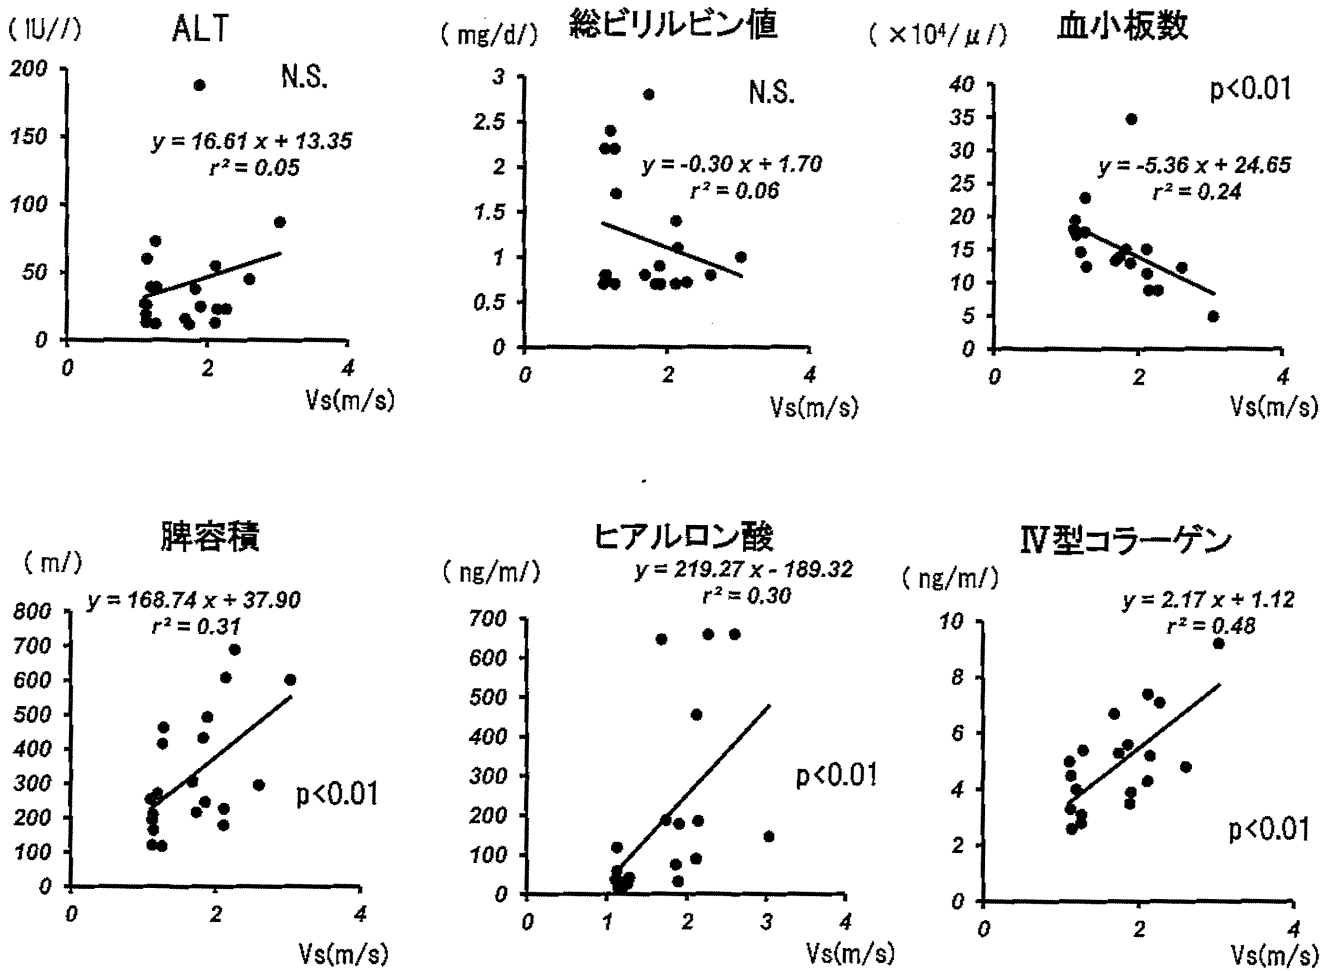 ALT
(IU/l)
N.S.
y = 16.61 x + 13.35
r² = 0.05
200
150
100
50
0
0 2 4
Vs(m/s)
総ビリルビン値
(mg/dl)
N.S.
y = -0.30 x + 1.70
r² = 0.06
3
2.5
2
1.5
1
0.5
0
0 2 4
Vs(m/s)
血小板数
(×10⁴/μl)
p<0.01
y = -5.36 x + 24.65
r² = 0.24
40
35
30
25
20
15
10
5
0
0 2 4
Vs(m/s)
脾容積
(ml)
y = 168.74 x + 37.90
r² = 0.31
800
700
600
500
400
300
200
100
0
p<0.01
0 2 4
Vs(m/s)
ヒアルロン酸
(ng/ml)
y = 219.27 x - 189.32
r² = 0.30
700
600
500
400
300
200
100
0
p<0.01
0 1 2 3 4
Vs(m/s)
Ⅳ型コラーゲン
(ng/ml)
y = 2.17 x + 1.12
r² = 0.48
10
8
6
4
2
0
p<0.01
0 2 4
Vs(m/s)